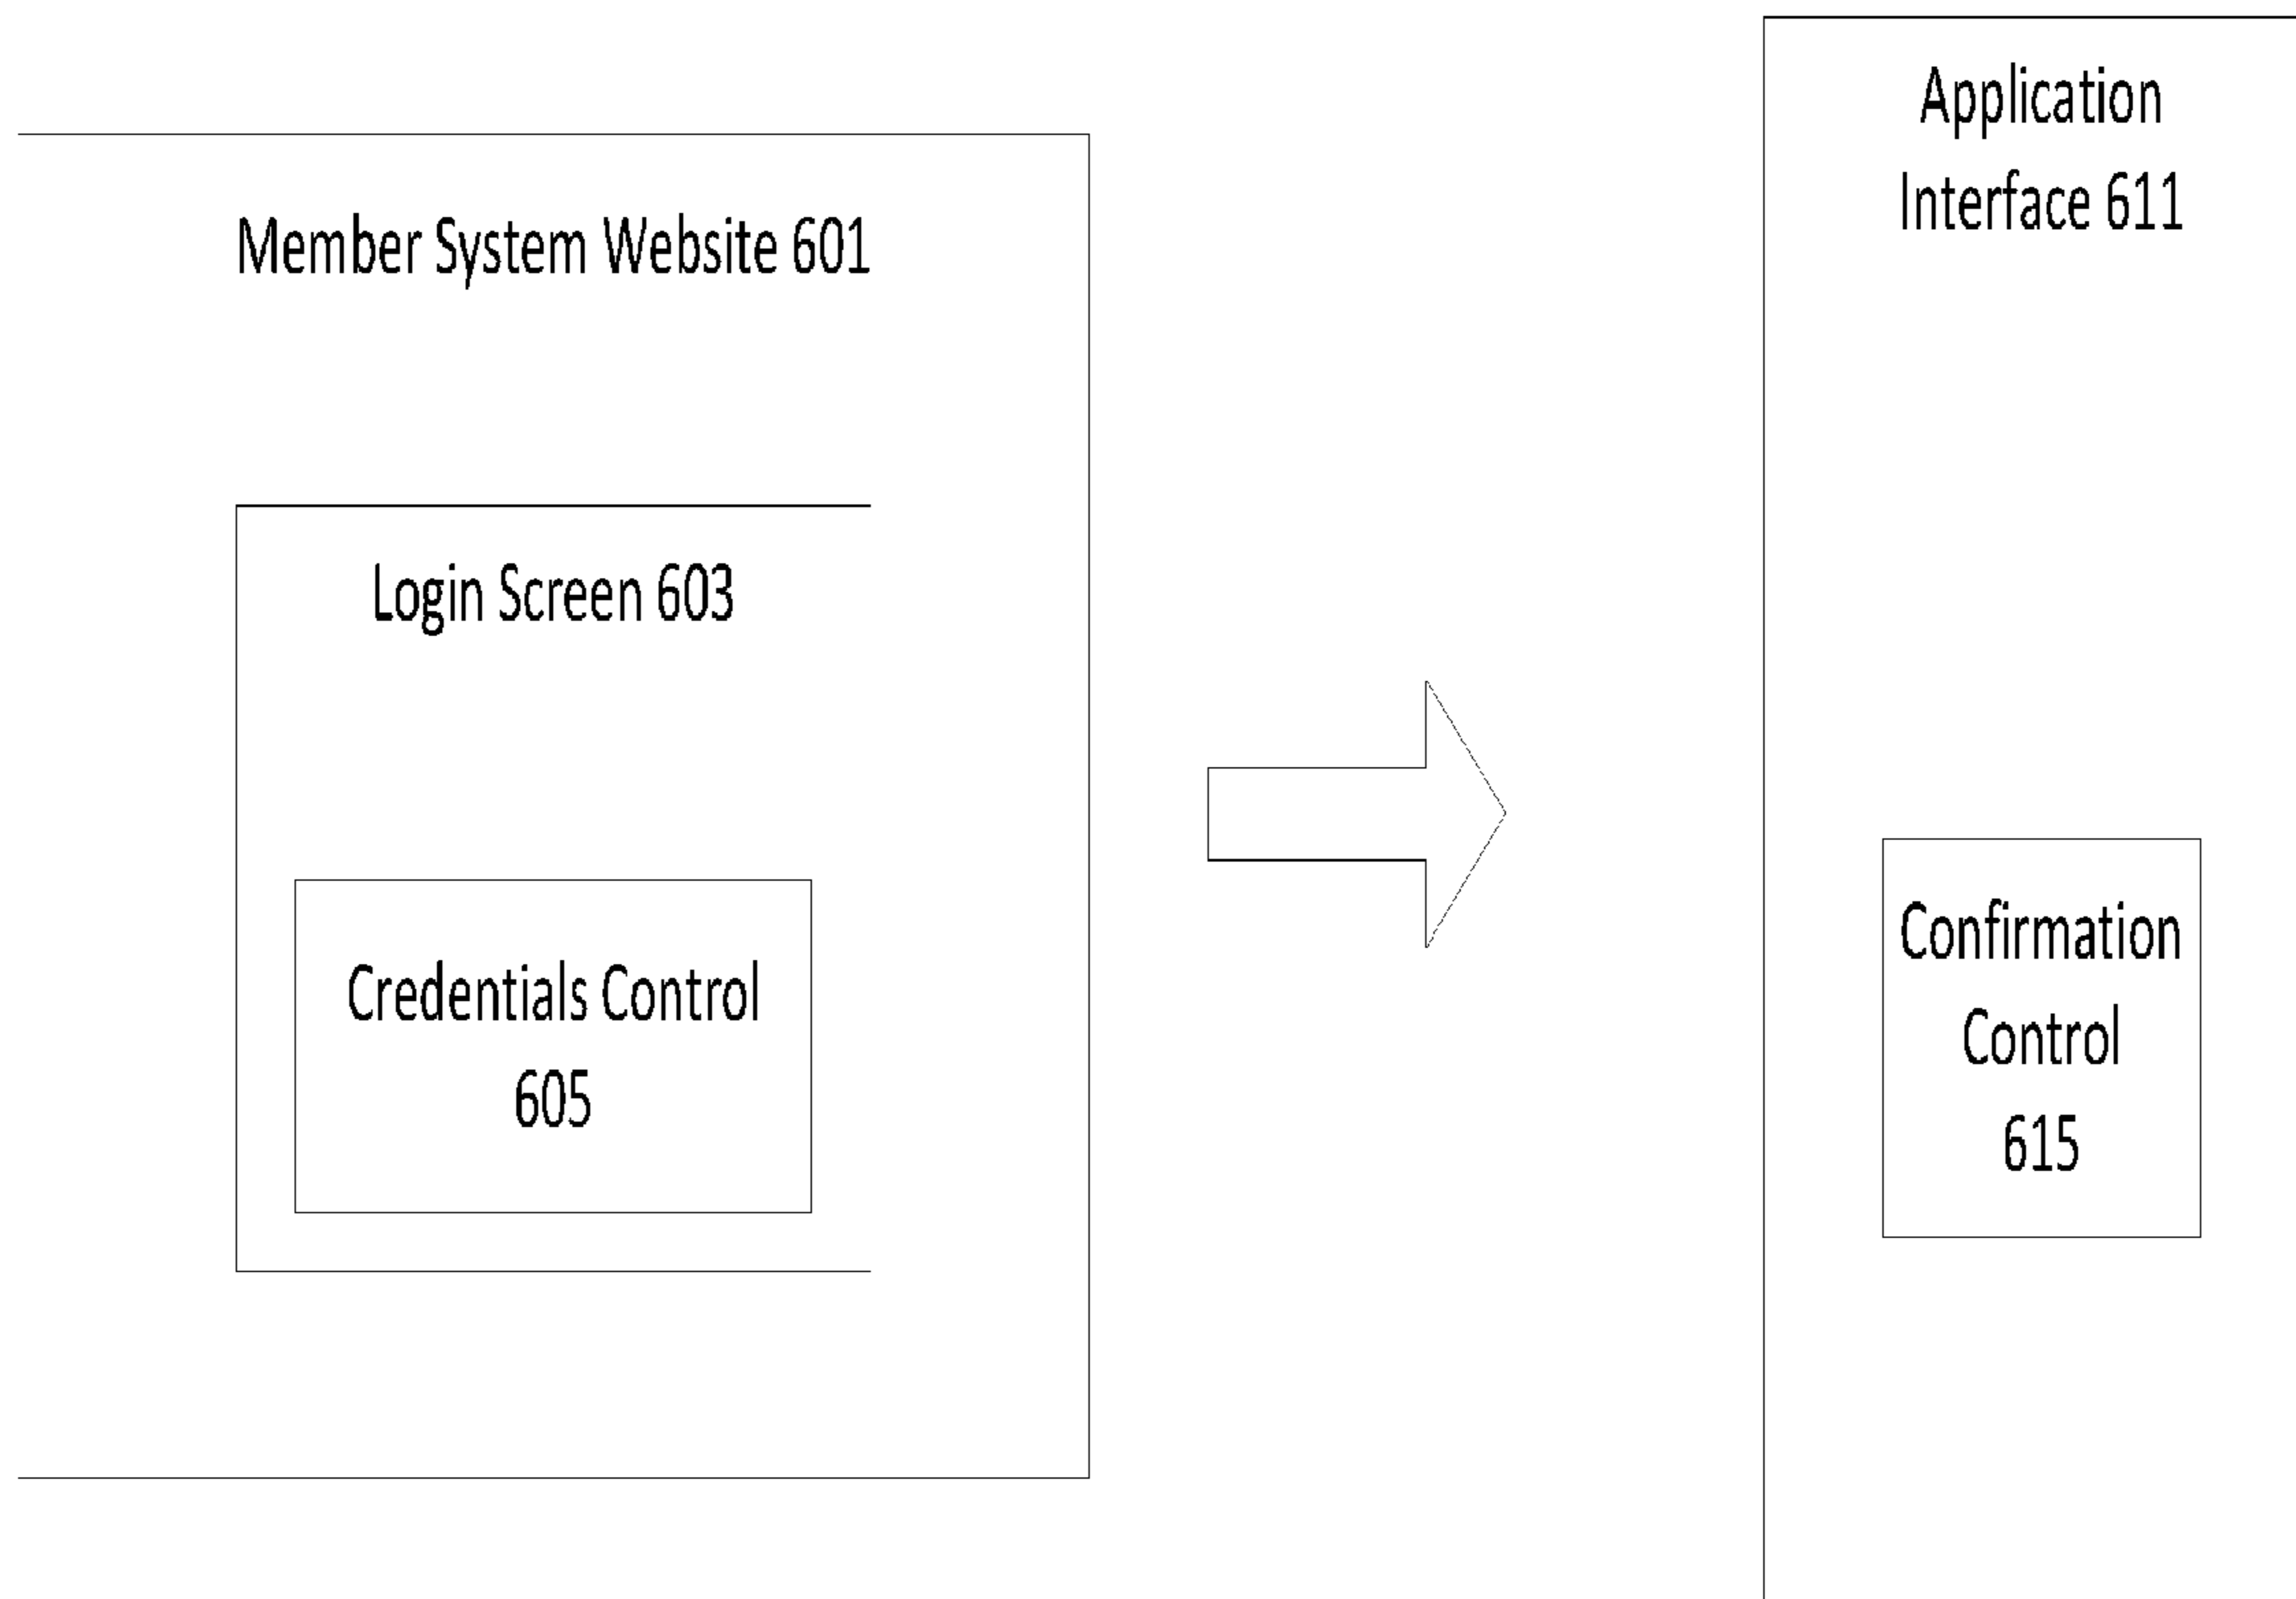 Member System Website 601
Login Screen 603
Credentials Control
605
Application
Interface 611
Confirmation
Control
615